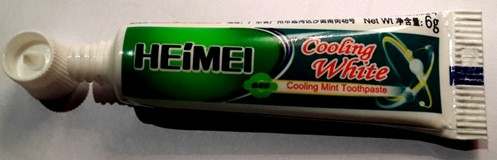 Net Wt 净含量: 6g
HEiMEI
Cooling
White
Cooling Mint Toothpaste